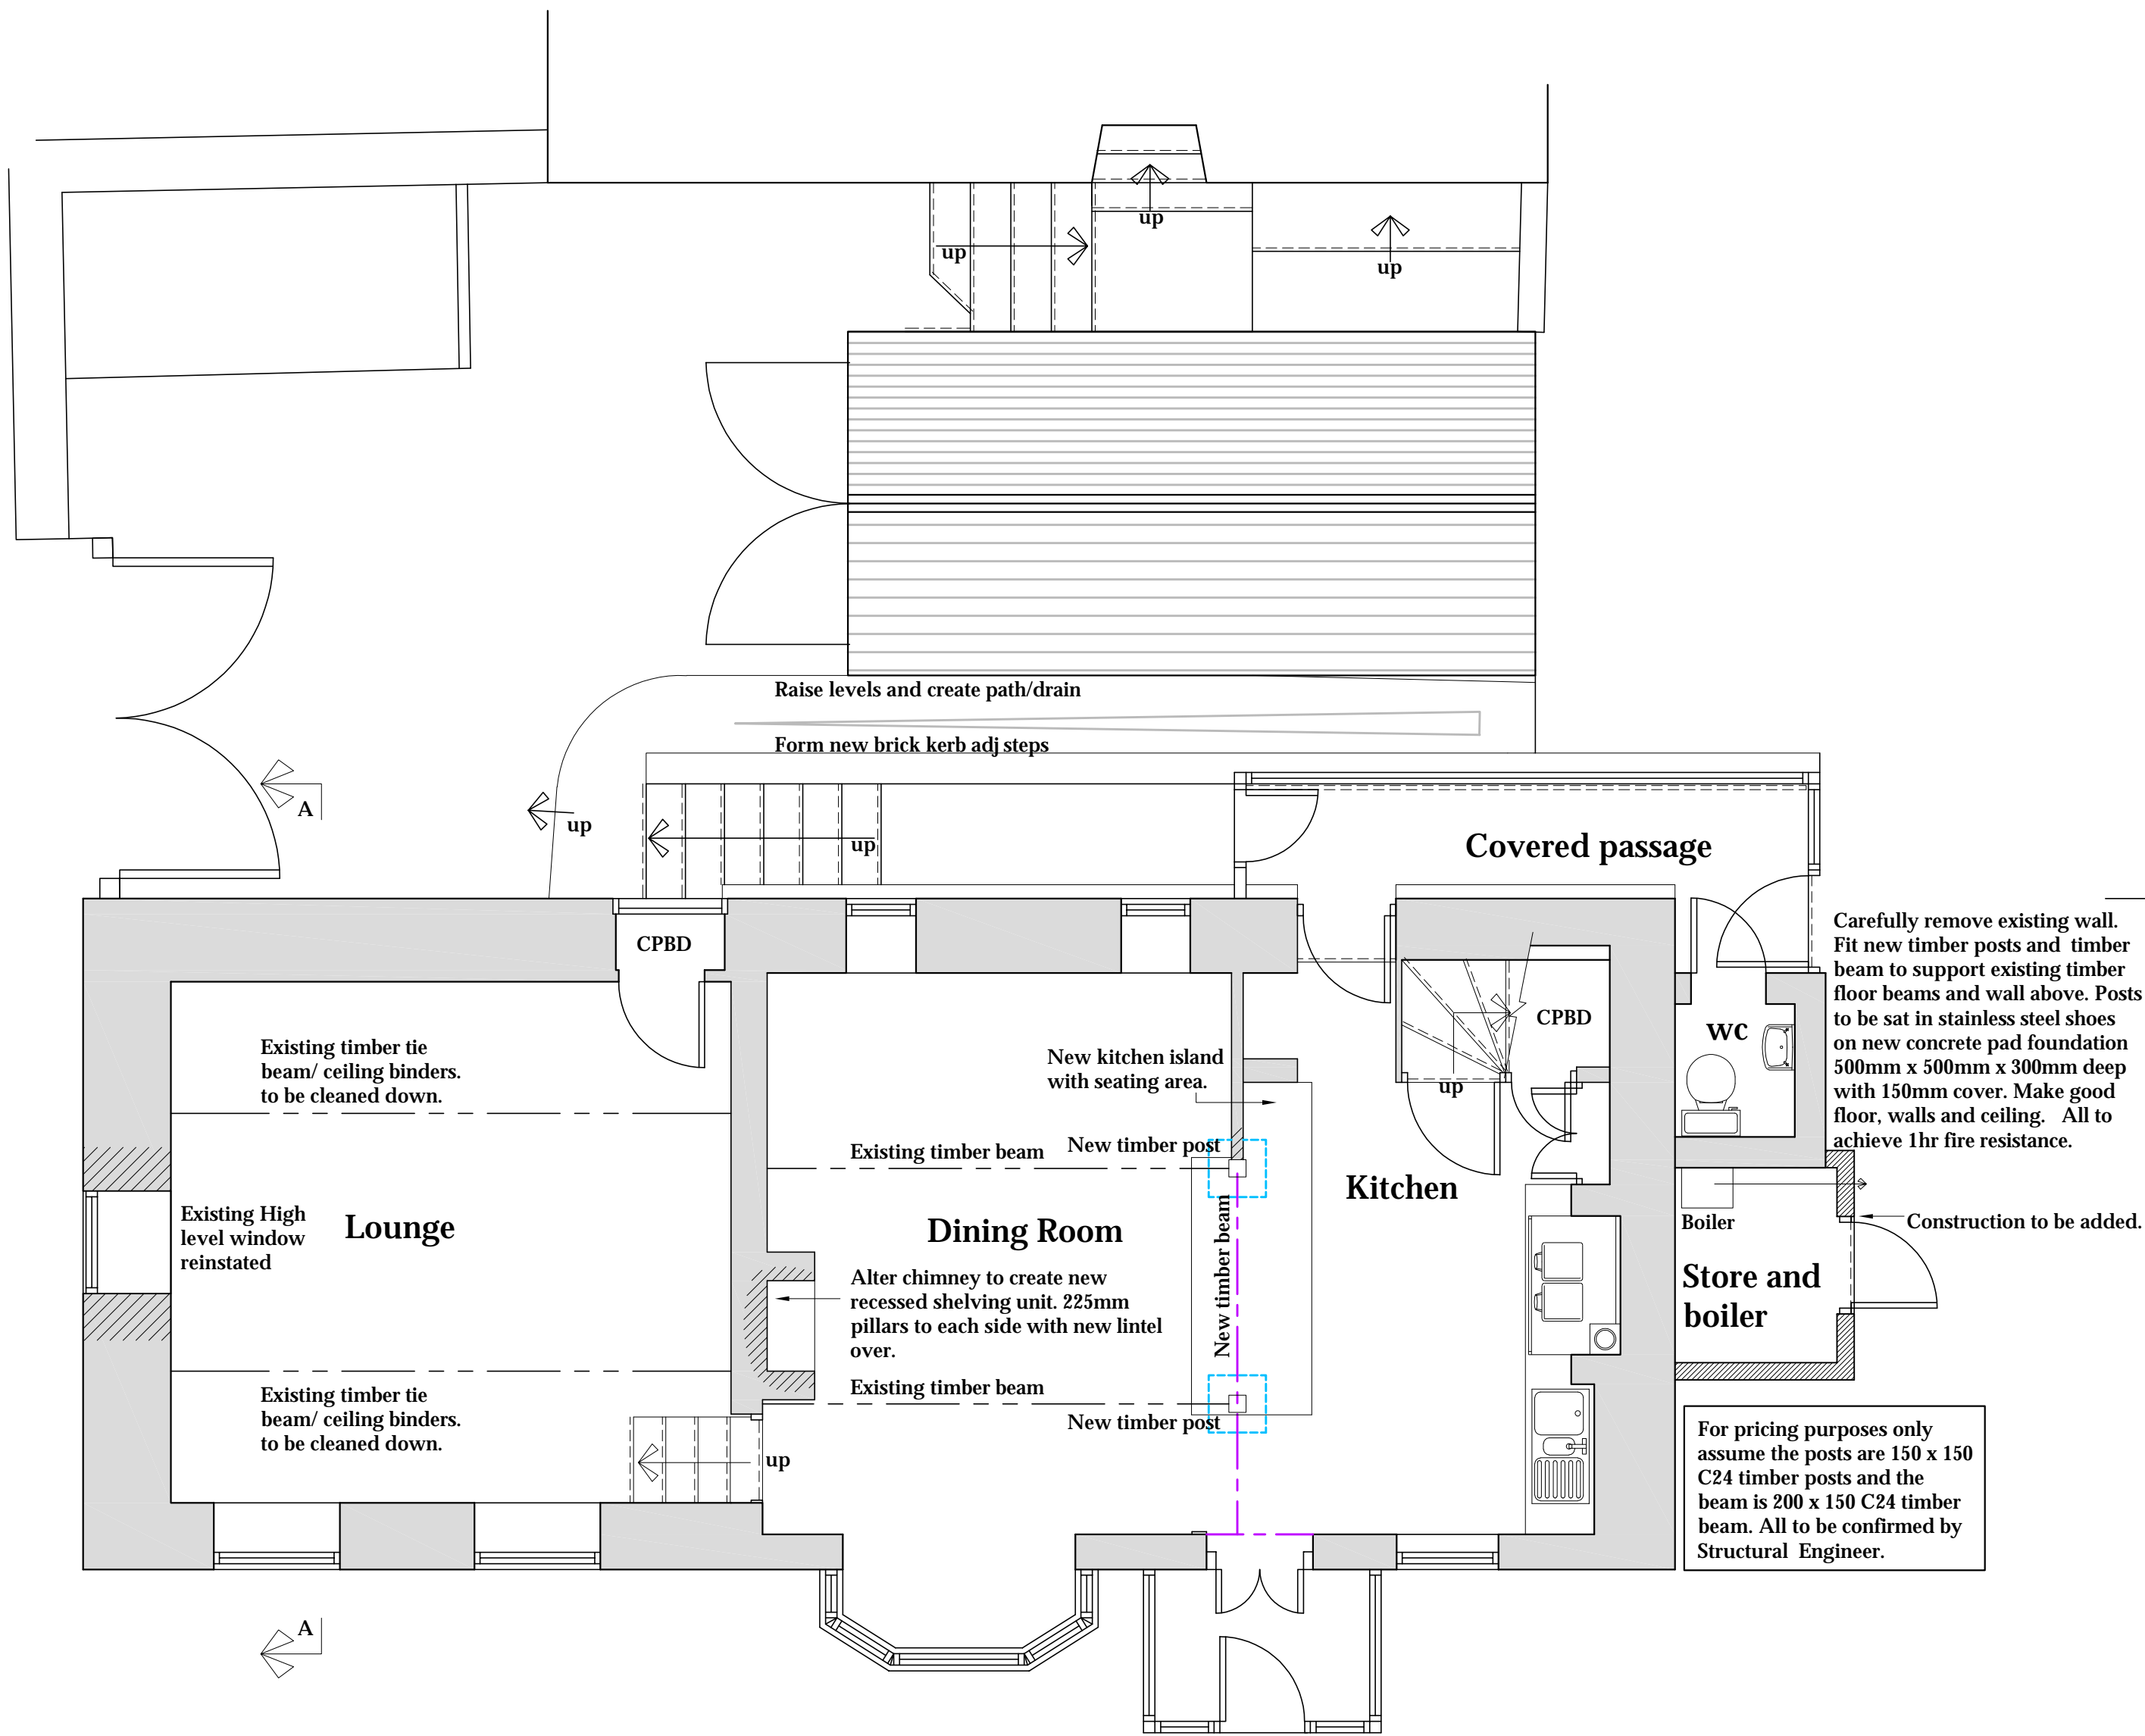 up
up
up
Raise levels and create path/drain
Form new brick kerb adj steps
A
up
up
Covered passage
CPBD
Carefully remove existing wall.
Fit new timber posts and timber
beam to support existing timber
floor beams and wall above. Posts
to be sat in stainless steel shoes
on new concrete pad foundation
500mm x 500mm x 300mm deep
with 150mm cover. Make good
floor, walls and ceiling. All to
achieve 1hr fire resistance.
CPBD
wc
Existing timber tie
beam/ ceiling binders.
to be cleaned down.
New kitchen island
with seating area.
up
Existing timber beam
New timber post
Kitchen
Existing High
level window
reinstated
Lounge
Dining Room
New timber beam
Boiler
Construction to be added.
Store and
boiler
Alter chimney to create new
recessed shelving unit. 225mm
pillars to each side with new lintel
over.
Existing timber beam
New timber post
Existing timber tie
beam/ ceiling binders.
to be cleaned down.
up
For pricing purposes only
assume the posts are 150 x 150
C24 timber posts and the
beam is 200 x 150 C24 timber
beam. All to be confirmed by
Structural Engineer.
A